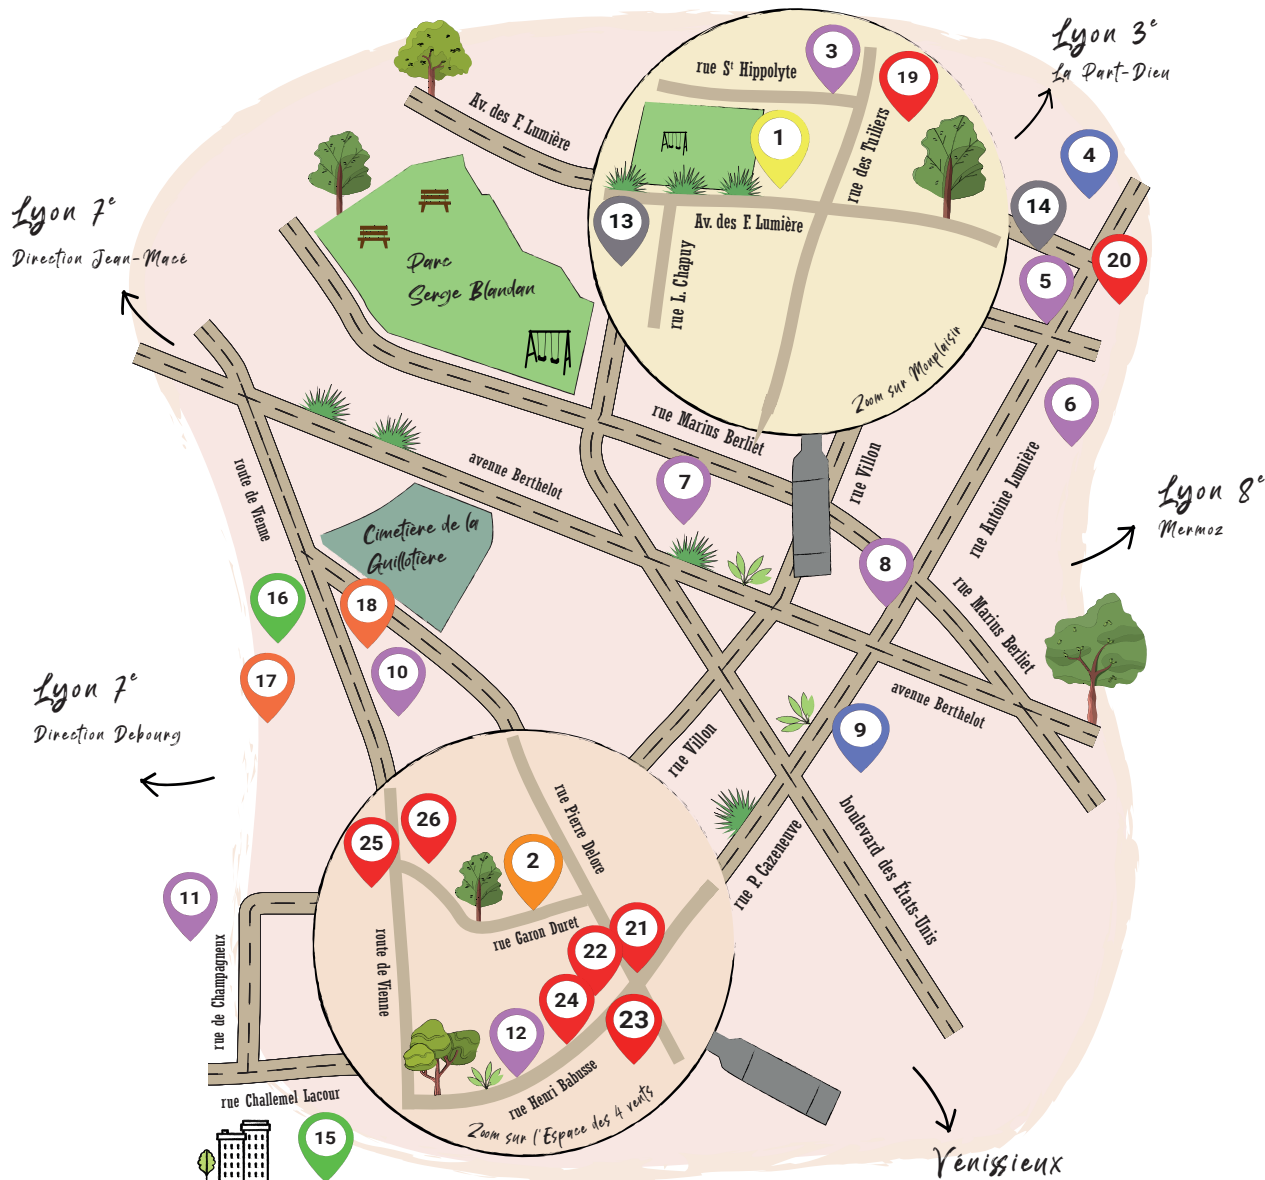 Lyon 3e
La Part-Dieu
Av. des F. Lumière
rue St Hippolyte
3
19
1
rue des Tuiliers
4
14
13
Av. des F. Lumière
rue L. Chapuy
Zoom sur Monplaisir
5
20
Lyon 7e
Direction Jean-Macé
Parc
Serge Blandan
6
rue Marius Berliet
rue Villon
rue Antoine Lumière
7
avenue Berthelot
route de Vienne
Cimetière de la
Guillotière
Lyon 8e
Mermoz
8
rue Marius Berliet
16
18
17
10
avenue Berthelot
9
rue Villon
Lyon 7e
Direction Debourg
boulevard des États-Unis
rue P. Cazeneuve
25
26
2
rue Pierre Delore
rue Garon Duret
21
22
24
23
12
route de Vienne
rue Henri Babusse
Zoom sur l'Espace des 4 vents
11
rue de Champagneux
rue Challemel Lacour
15
Vénissieux